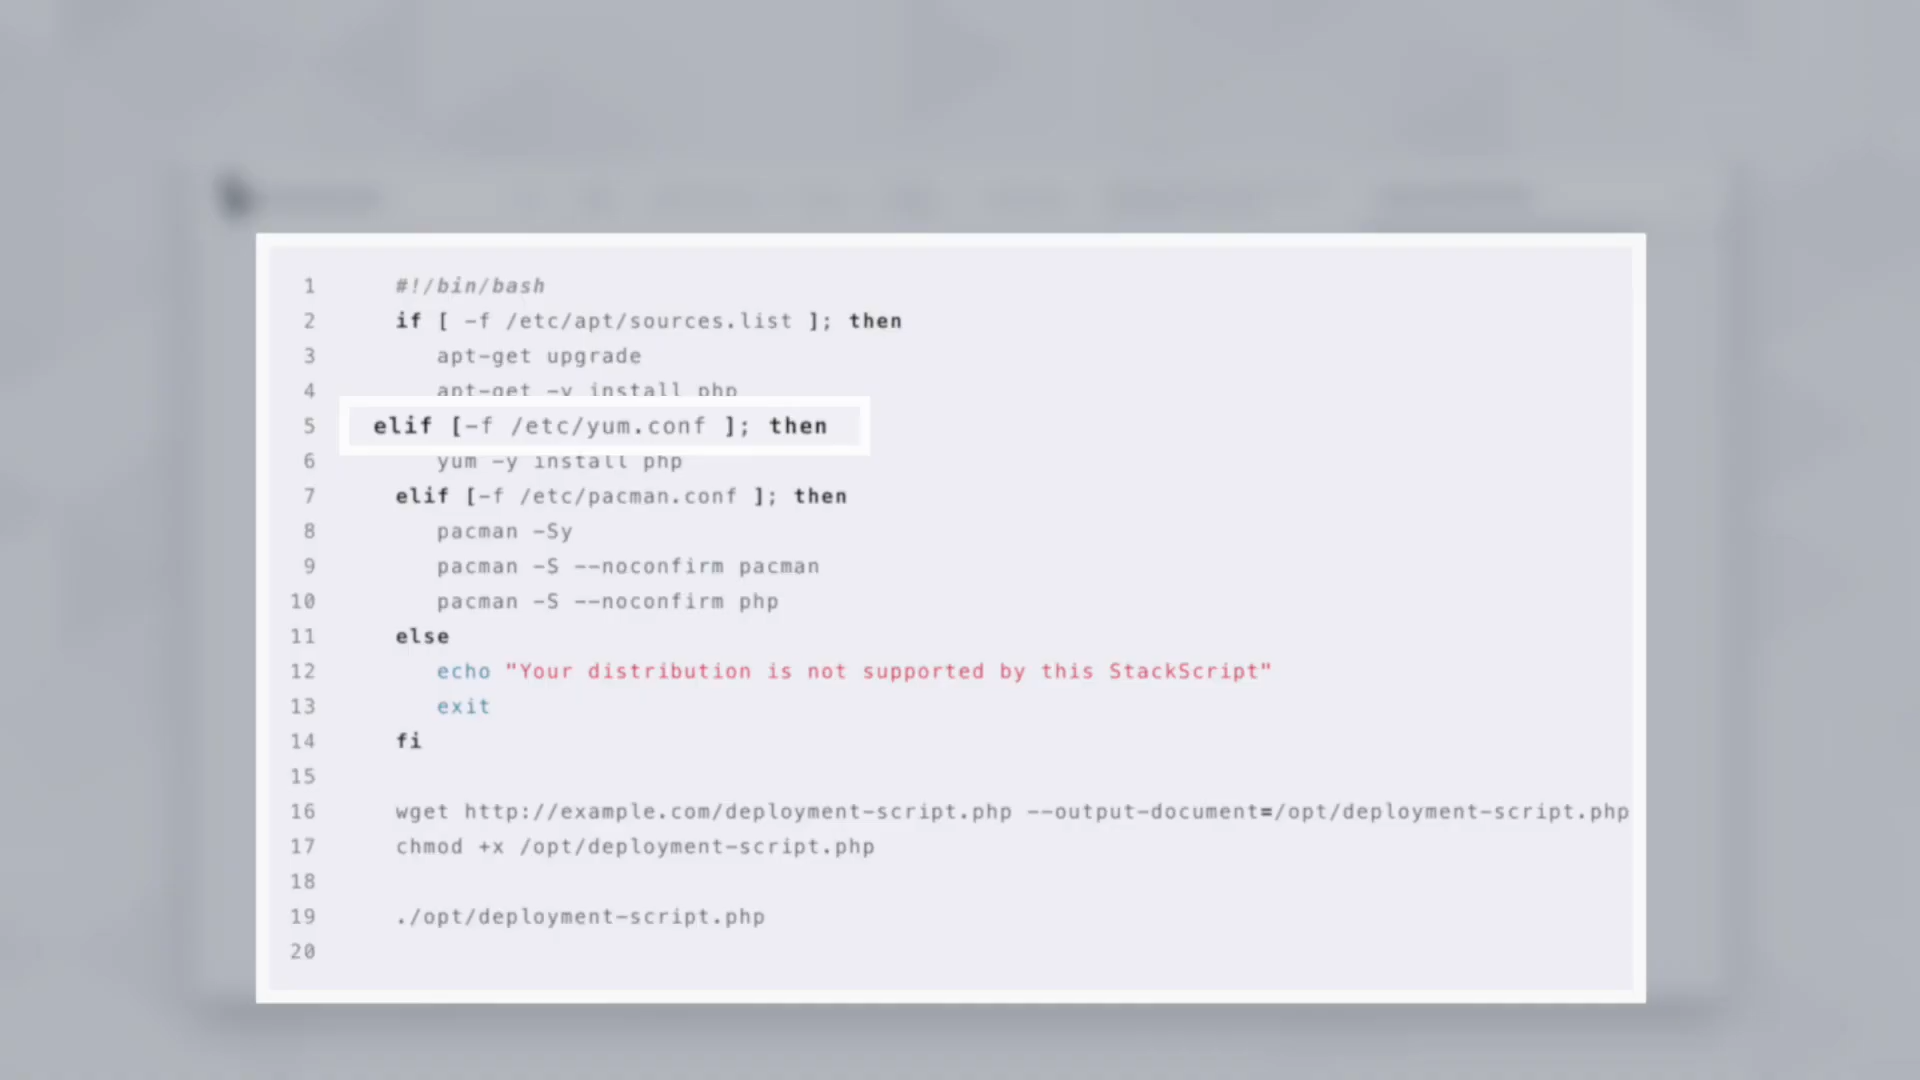 1 #!/bin/bash
2 if [ -f /etc/apt/sources.list ]; then
3 apt-get upgrade
4 apt-get -y install php
5 elif [-f /etc/yum.conf ]; then
6 yum -y install php
7 elif [-f /etc/pacman.conf ]; then
8 pacman -Sy
9 pacman -S --noconfirm pacman
10 pacman -S --noconfirm php
11 else
12 echo "Your distribution is not supported by this StackScript"
13 exit
14 fi
15
16 wget http://example.com/deployment-script.php --output-document=/opt/deployment-script.php
17 chmod +x /opt/deployment-script.php
18
19 ./opt/deployment-script.php
20